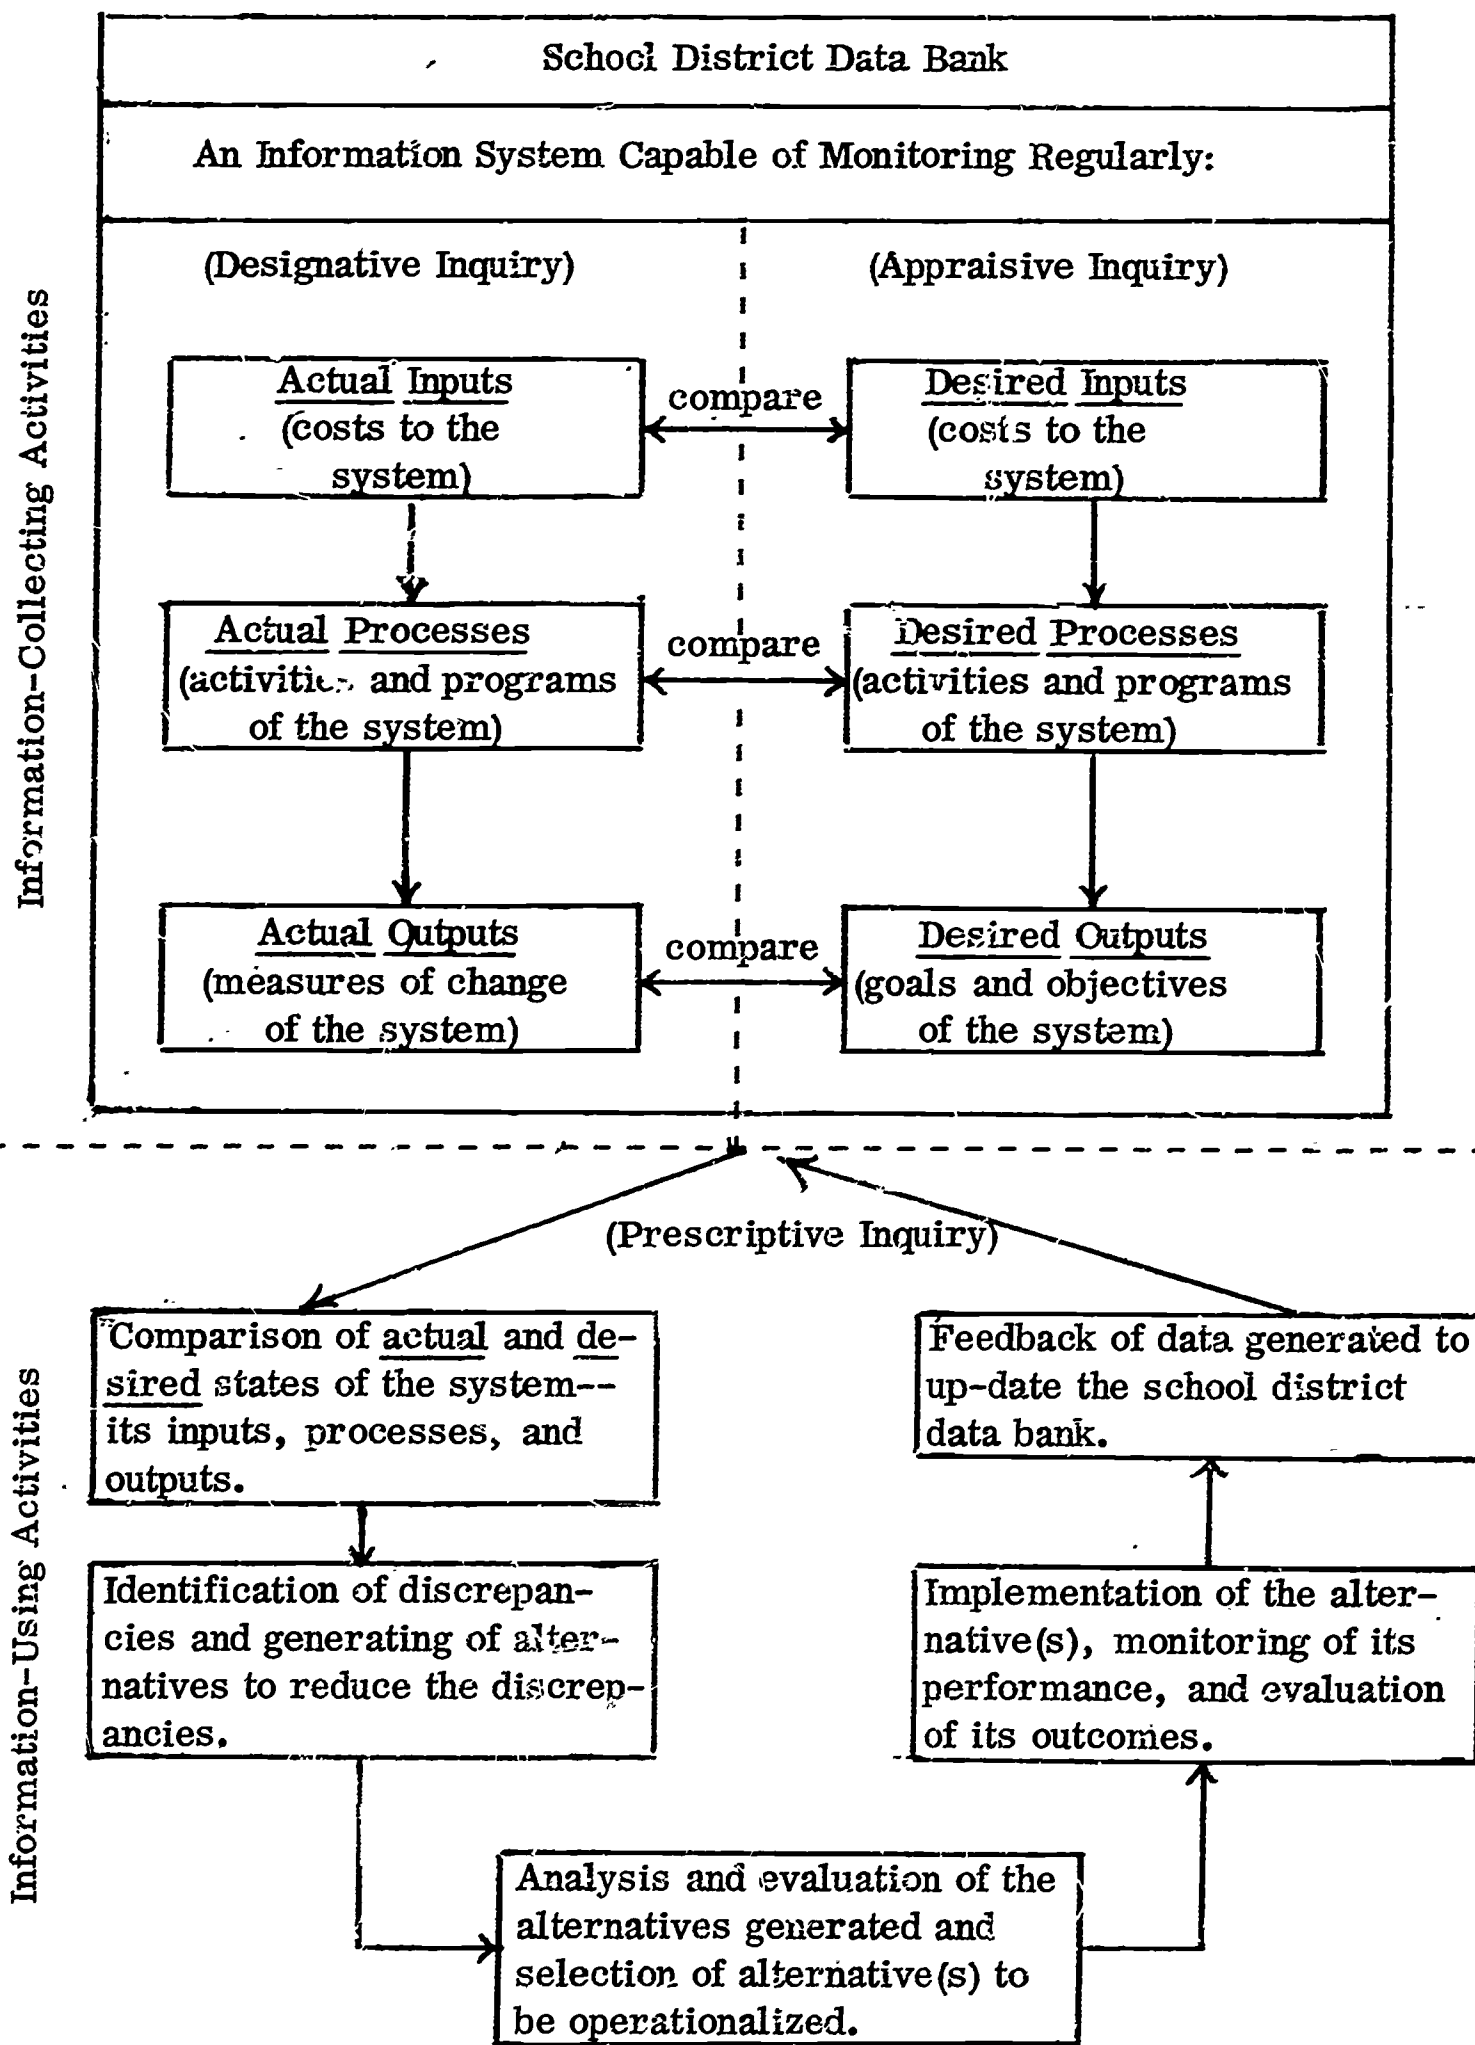 School District Data Bank
An Information System Capable of Monitoring Regularly:
(Designative Inquiry)
(Appraisive Inquiry)
Information-Collecting Activities
Actual Inputs
(costs to the
system)
compare
Desired Inputs
(costs to the
system)
Actual Processes
(activities and programs
of the system)
compare
Desired Processes
(activities and programs
of the system)
Actual Outputs
(measures of change
of the system)
compare
Desired Outputs
(goals and objectives
of the system)
(Prescriptive Inquiry)
Information-Using Activities
Comparison of actual and de-
sired states of the system--
its inputs, processes, and
outputs.
Identification of discrepan-
cies and generating of alter-
natives to reduce the discrep-
ancies.
Analysis and evaluation of the
alternatives generated and
selection of alternative(s) to
be operationalized.
Implementation of the alter-
native(s), monitoring of its
performance, and evaluation
of its outcomes.
Feedback of data generated to
up-date the school district
data bank.